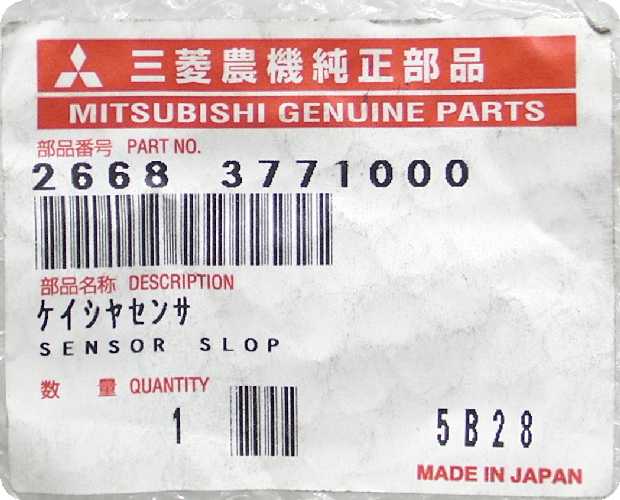 三菱農機純正部品
MITSUBISHI GENUINE PARTS
部品番号 PART NO.
2668 3771000
部品名称 DESCRIPTION
ケイシヤセンサ
SENSOR SLOP
数 量 QUANTITY
1
5B28
MADE IN JAPAN